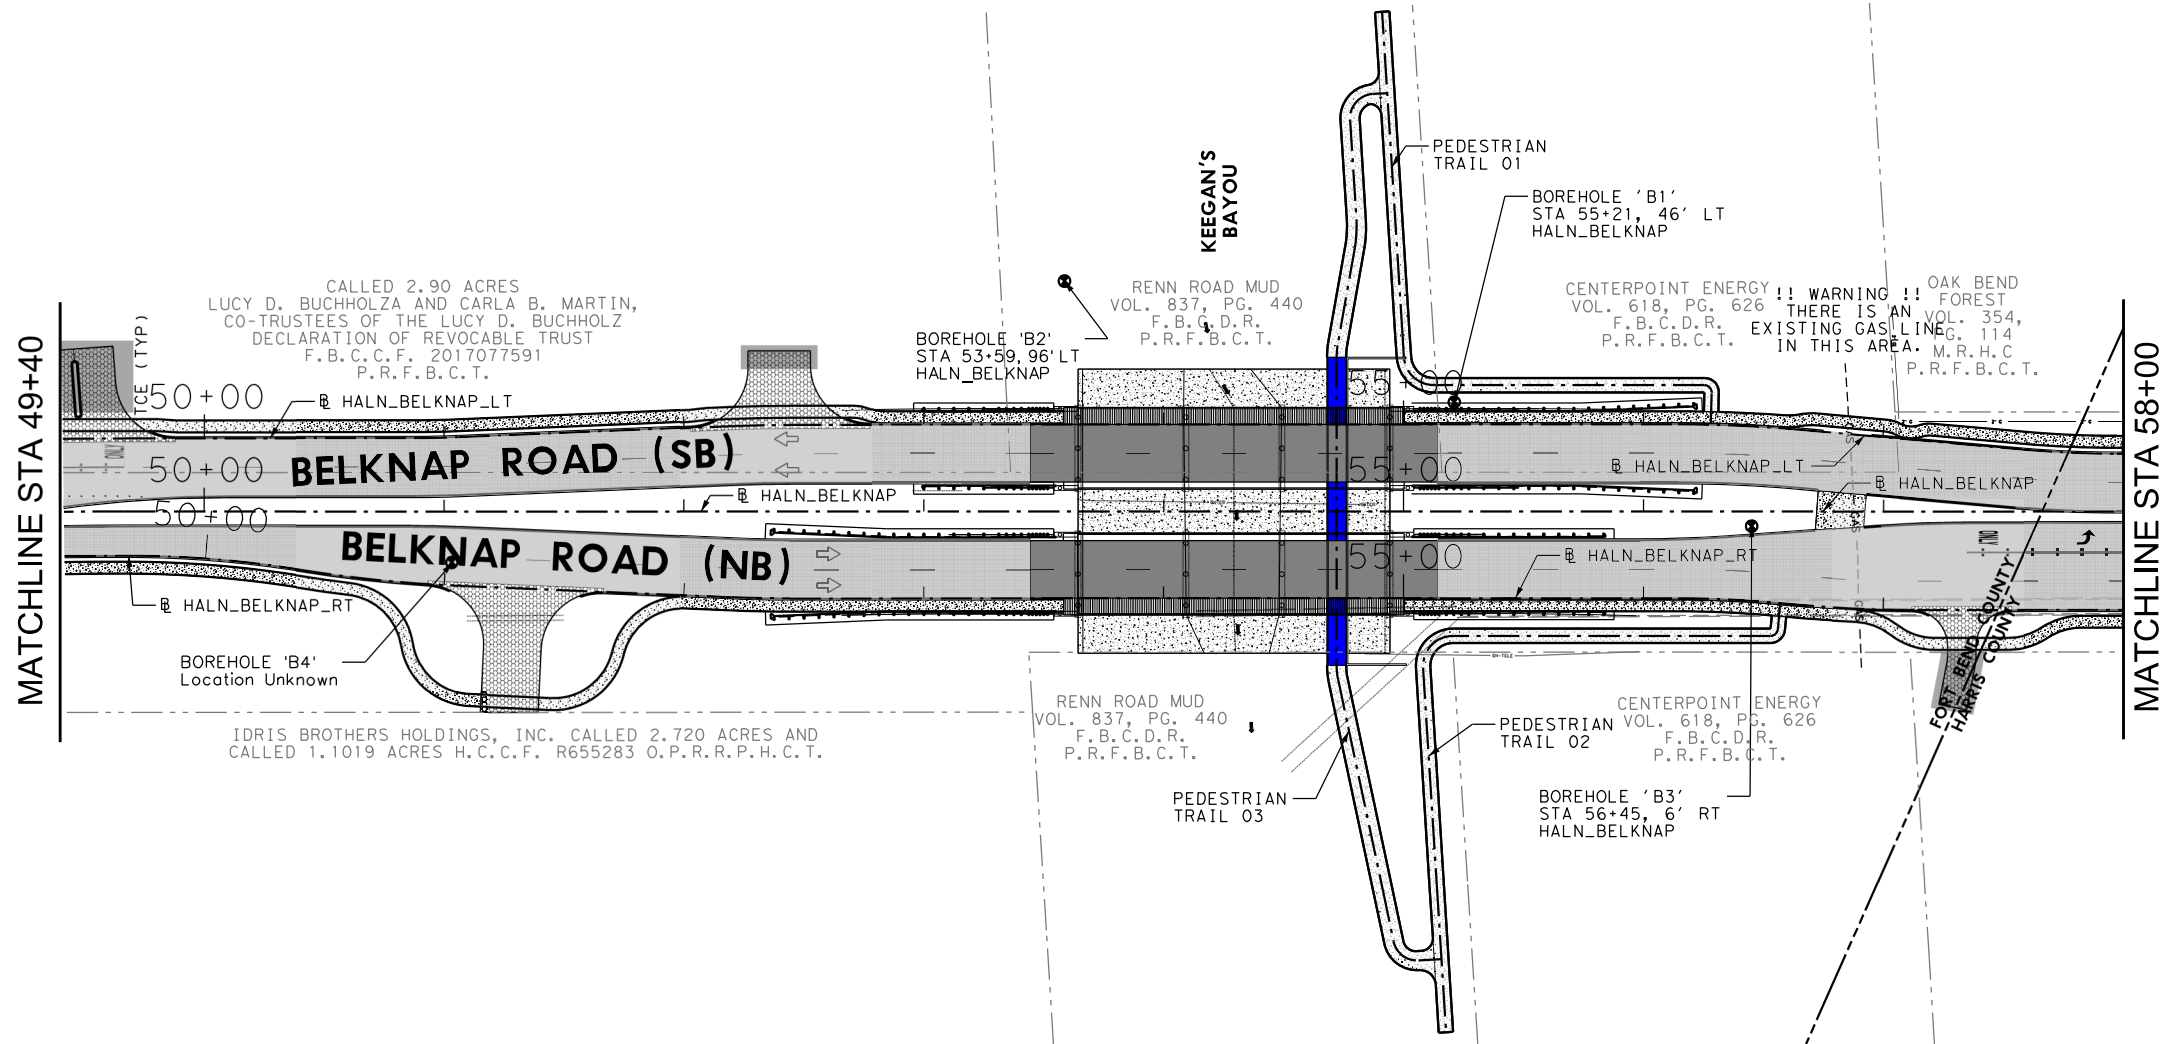 MATCHLINE STA 49+40
MATCHLINE STA 58+00
KEEGAN'S
BAYOU
PEDESTRIAN
TRAIL 01
BOREHOLE 'B1'
STA 55+21, 46' LT
HALN_BELKNAP
CALLED 2.90 ACRES
LUCY D. BUCHHOLZA AND CARLA B. MARTIN,
CO-TRUSTEES OF THE LUCY D. BUCHHOLZ
DECLARATION OF REVOCABLE TRUST
F.B.C.C.F. 2017077591
P.R.F.B.C.T.
RENN ROAD MUD
VOL. 837, PG. 440
F.B.C.D.R.
P.R.F.B.C.T.
CENTERPOINT ENERGY
VOL. 618, PG. 626
F.B.C.D.R.
P.R.F.B.C.T.
!! WARNING !!
THERE IS AN
EXISTING GAS LINE
IN THIS AREA.
OAK BEND
FOREST
VOL. 354,
PG. 114
M.R.H.C
P.R.F.B.C.T.
BOREHOLE 'B2'
STA 53+59, 96' LT
HALN_BELKNAP
TCE (TYP)
50+00
B HALN_BELKNAP_LT
55+00
BELKNAP ROAD (SB)
50+00
55+00
B HALN_BELKNAP_LT
B HALN_BELKNAP
B HALN_BELKNAP
50+00
ONLY
BELKNAP ROAD (NB)
55+00
B HALN_BELKNAP_RT
ONLY
B HALN_BELKNAP_RT
BOREHOLE 'B4'
Location Unknown
OH-TELE
GAS
GAS
FORT BEND COUNTY
HARRIS COUNTY
IDRIS BROTHERS HOLDINGS, INC. CALLED 2.720 ACRES AND
CALLED 1.1019 ACRES H.C.C.F. R655283 O.P.R.R.P.H.C.T.
RENN ROAD MUD
VOL. 837, PG. 440
F.B.C.D.R.
P.R.F.B.C.T.
PEDESTRIAN
TRAIL 02
CENTERPOINT ENERGY
VOL. 618, PG. 626
F.B.C.D.R.
P.R.F.B.C.T.
PEDESTRIAN
TRAIL 03
BOREHOLE 'B3'
STA 56+45, 6' RT
HALN_BELKNAP